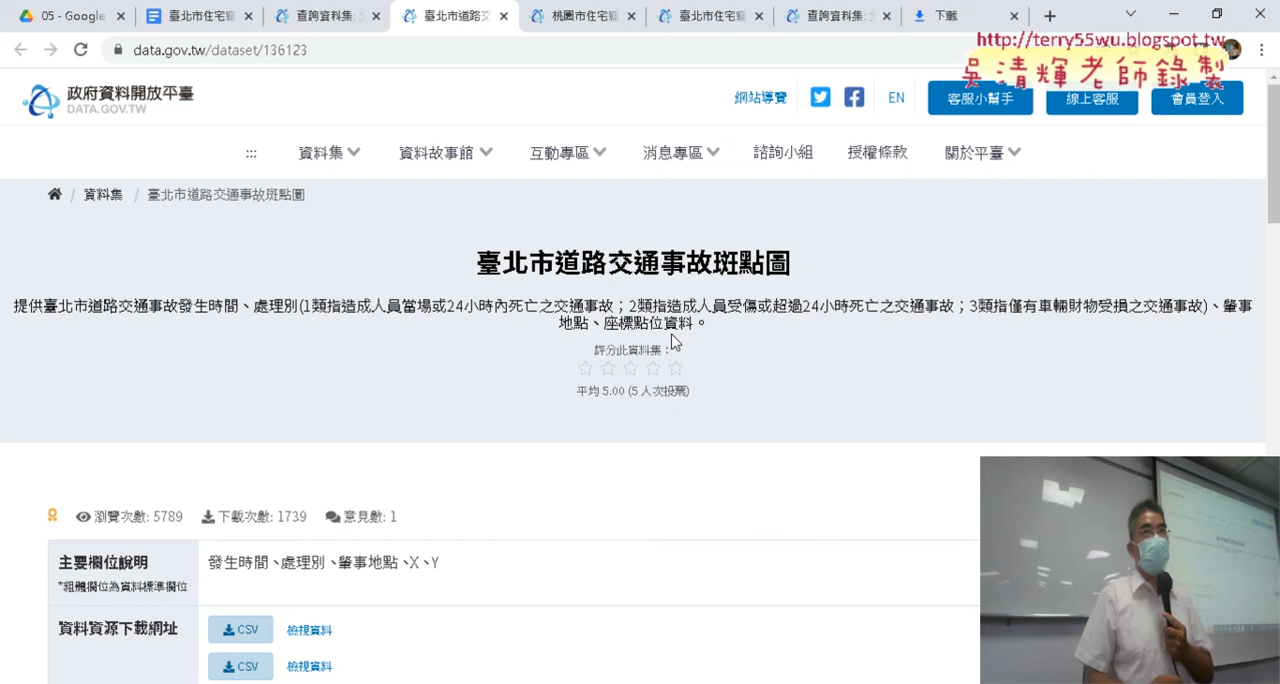 05 - Google
臺北市住宅竊
查詢資料集:
臺北市道路交
桃園市住宅竊
臺北市住宅竊
查詢資料集: 主
下載
data.gov.tw/dataset/136123
http://terry55wu.blogspot.tw
吳清輝老師錄製
政府資料開放平臺
DATA.GOV.TW
網站導覽
EN
客服小幫手
線上客服
會員登入
:::
資料集
資料故事館
互動專區
消息專區
諮詢小組
授權條款
關於平臺
/ 資料集 / 臺北市道路交通事故斑點圖
臺北市道路交通事故斑點圖
提供臺北市道路交通事故發生時間、處理別(1類指造成人員當場或24小時內死亡之交通事故；2類指造成人員受傷或超過24小時死亡之交通事故；3類指僅有車輛財物受損之交通事故)、肇事
地點、座標點位資料。
評分此資料集：
平均 5.00 (5 人次投票)
瀏覽次數: 5789
下載次數: 1739
意見數: 1
主要欄位說明
*粗體欄位為資料標準欄位
發生時間、處理別、肇事地點、X、Y
資料資源下載網址
CSV
檢視資料
CSV
檢視資料